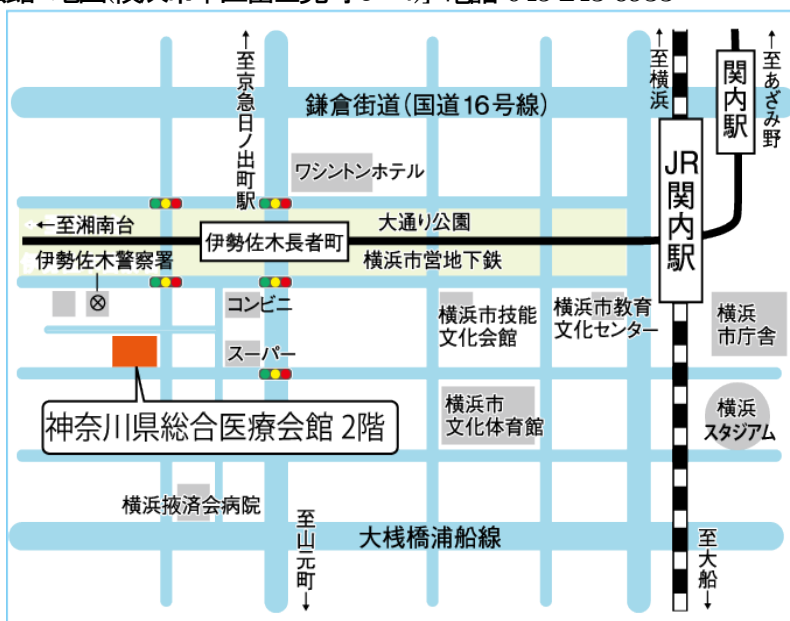 ↑至京急日ノ出町駅
↑至横浜
関内駅
↑至あざみ野
鎌倉街道(国道16号線)
JR関内駅
ワシントンホテル
←至湘南台
大通り公園
伊勢佐木長者町
伊勢佐木警察署
横浜市営地下鉄
コンビニ
横浜市技能
文化会館
横浜市教育
文化センター
横浜
市庁舎
スーパー
神奈川県総合医療会館 2階
横浜市
文化体育館
横浜
スタジアム
横浜掖済会病院
至山元町↓
大桟橋浦船線
至大船↓